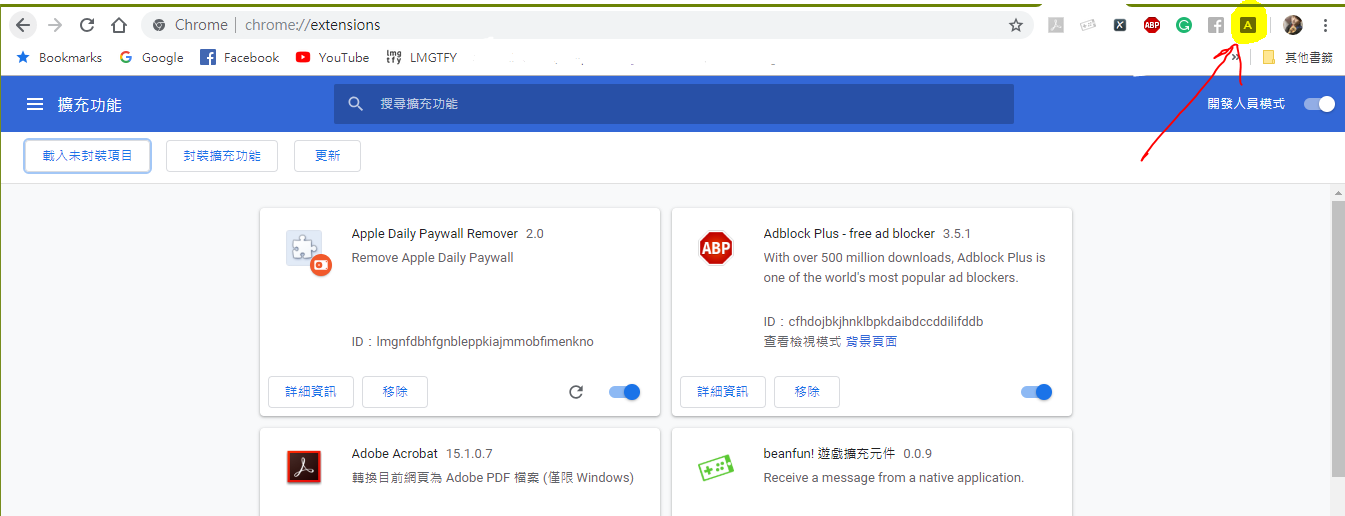 Chrome | chrome://extensions
ABP
A
Bookmarks Google Facebook YouTube lmg tfy LMGTFY » 其他書籤
擴充功能 搜尋擴充功能 開發人員模式
載入未封裝項目 封裝擴充功能 更新
Apple Daily Paywall Remover 2.0
Remove Apple Daily Paywall
ID：lmgnfdbhfgnbleppkiajmmobfimenkno
詳細資訊 移除
ABP
Adblock Plus - free ad blocker 3.5.1
With over 500 million downloads, Adblock Plus is
one of the world's most popular ad blockers.
ID：cfhdojbkjhnklbpkdaibdccddilifddb
查看檢視模式 背景頁面
詳細資訊 移除
Adobe Acrobat 15.1.0.7
轉換目前網頁為 Adobe PDF 檔案 (僅限 Windows)
beanfun! 遊戲擴充元件 0.0.9
Receive a message from a native application.